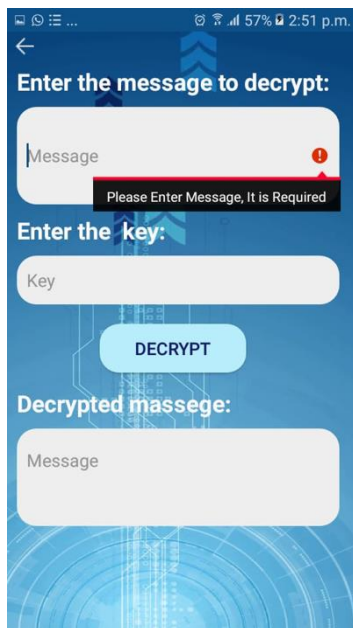 ... 57% 2:51 p.m.
Enter the message to decrypt:
Message
Please Enter Message, It is Required
Enter the key:
Key
DECRYPT
Decrypted massege:
Message